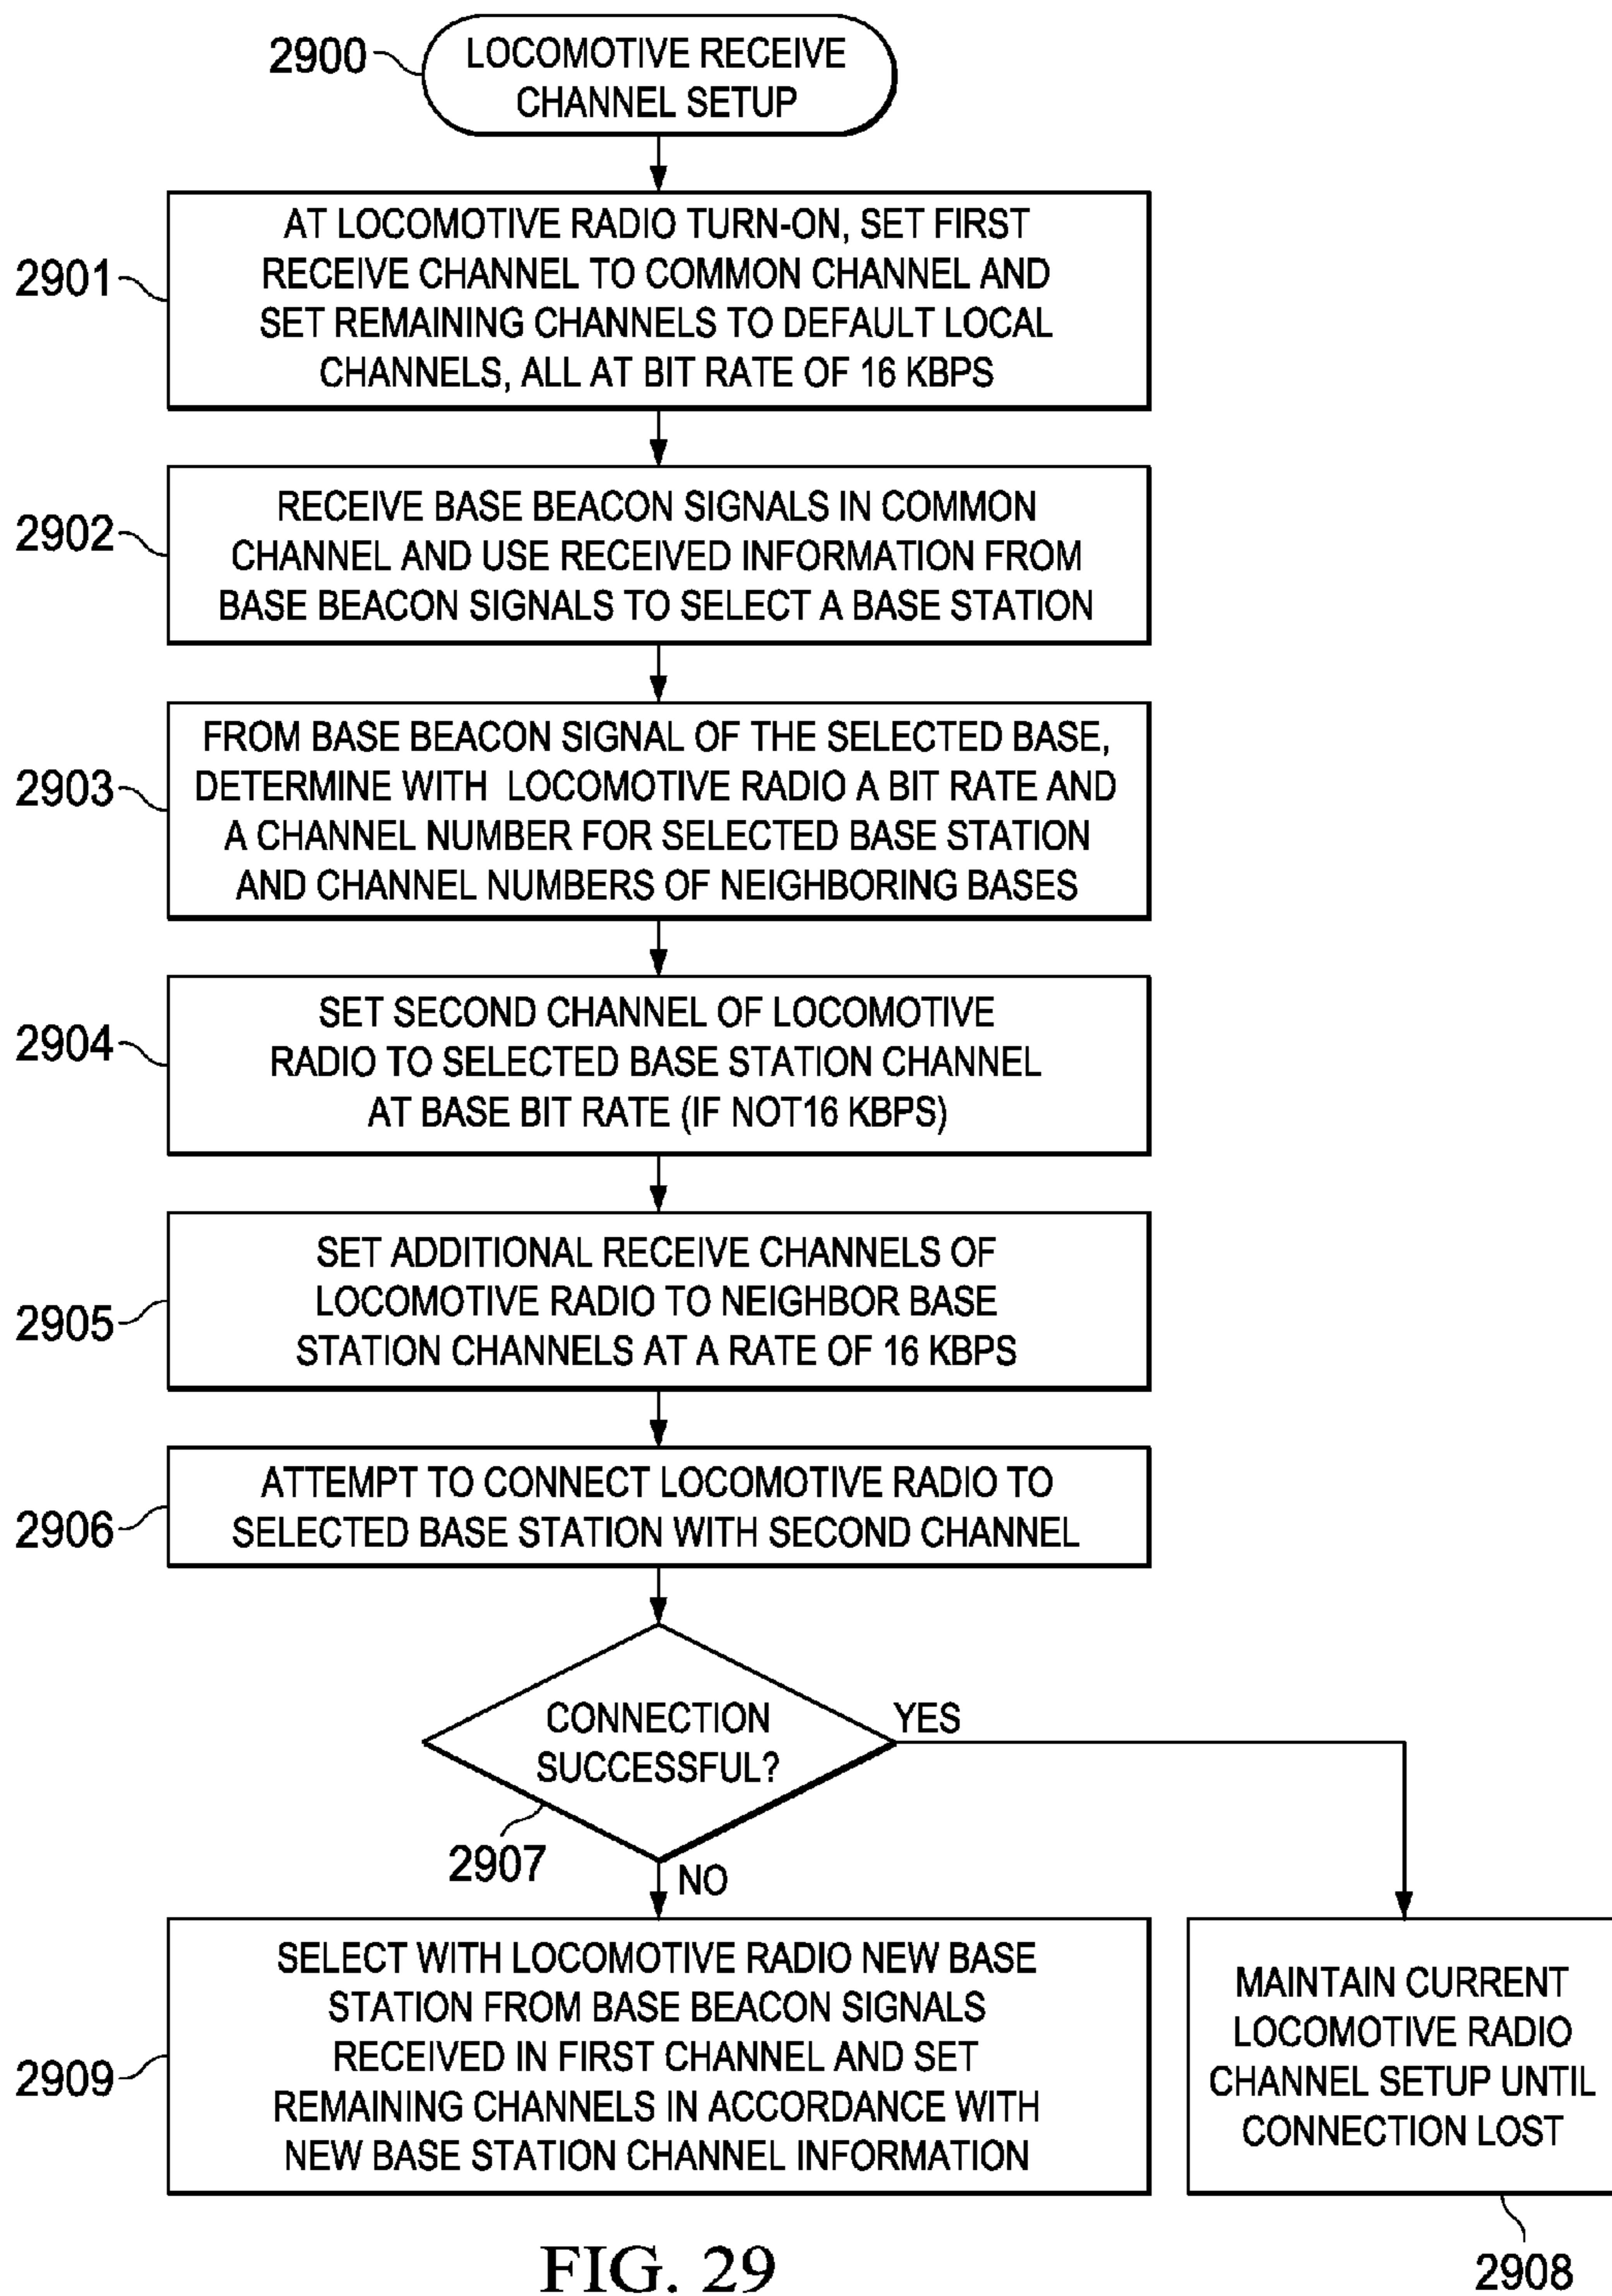 2900
LOCOMOTIVE RECEIVE
CHANNEL SETUP
2901
AT LOCOMOTIVE RADIO TURN-ON, SET FIRST
RECEIVE CHANNEL TO COMMON CHANNEL AND
SET REMAINING CHANNELS TO DEFAULT LOCAL
CHANNELS, ALL AT BIT RATE OF 16 KBPS
2902
RECEIVE BASE BEACON SIGNALS IN COMMON
CHANNEL AND USE RECEIVED INFORMATION FROM
BASE BEACON SIGNALS TO SELECT A BASE STATION
2903
FROM BASE BEACON SIGNAL OF THE SELECTED BASE,
DETERMINE WITH LOCOMOTIVE RADIO A BIT RATE AND
A CHANNEL NUMBER FOR SELECTED BASE STATION
AND CHANNEL NUMBERS OF NEIGHBORING BASES
2904
SET SECOND CHANNEL OF LOCOMOTIVE
RADIO TO SELECTED BASE STATION CHANNEL
AT BASE BIT RATE (IF NOT16 KBPS)
2905
SET ADDITIONAL RECEIVE CHANNELS OF
LOCOMOTIVE RADIO TO NEIGHBOR BASE
STATION CHANNELS AT A RATE OF 16 KBPS
2906
ATTEMPT TO CONNECT LOCOMOTIVE RADIO TO
SELECTED BASE STATION WITH SECOND CHANNEL
CONNECTION
SUCCESSFUL?
YES
2907
NO
2909
SELECT WITH LOCOMOTIVE RADIO NEW BASE
STATION FROM BASE BEACON SIGNALS
RECEIVED IN FIRST CHANNEL AND SET
REMAINING CHANNELS IN ACCORDANCE WITH
NEW BASE STATION CHANNEL INFORMATION
MAINTAIN CURRENT
LOCOMOTIVE RADIO
CHANNEL SETUP UNTIL
CONNECTION LOST
2908
FIG. 29